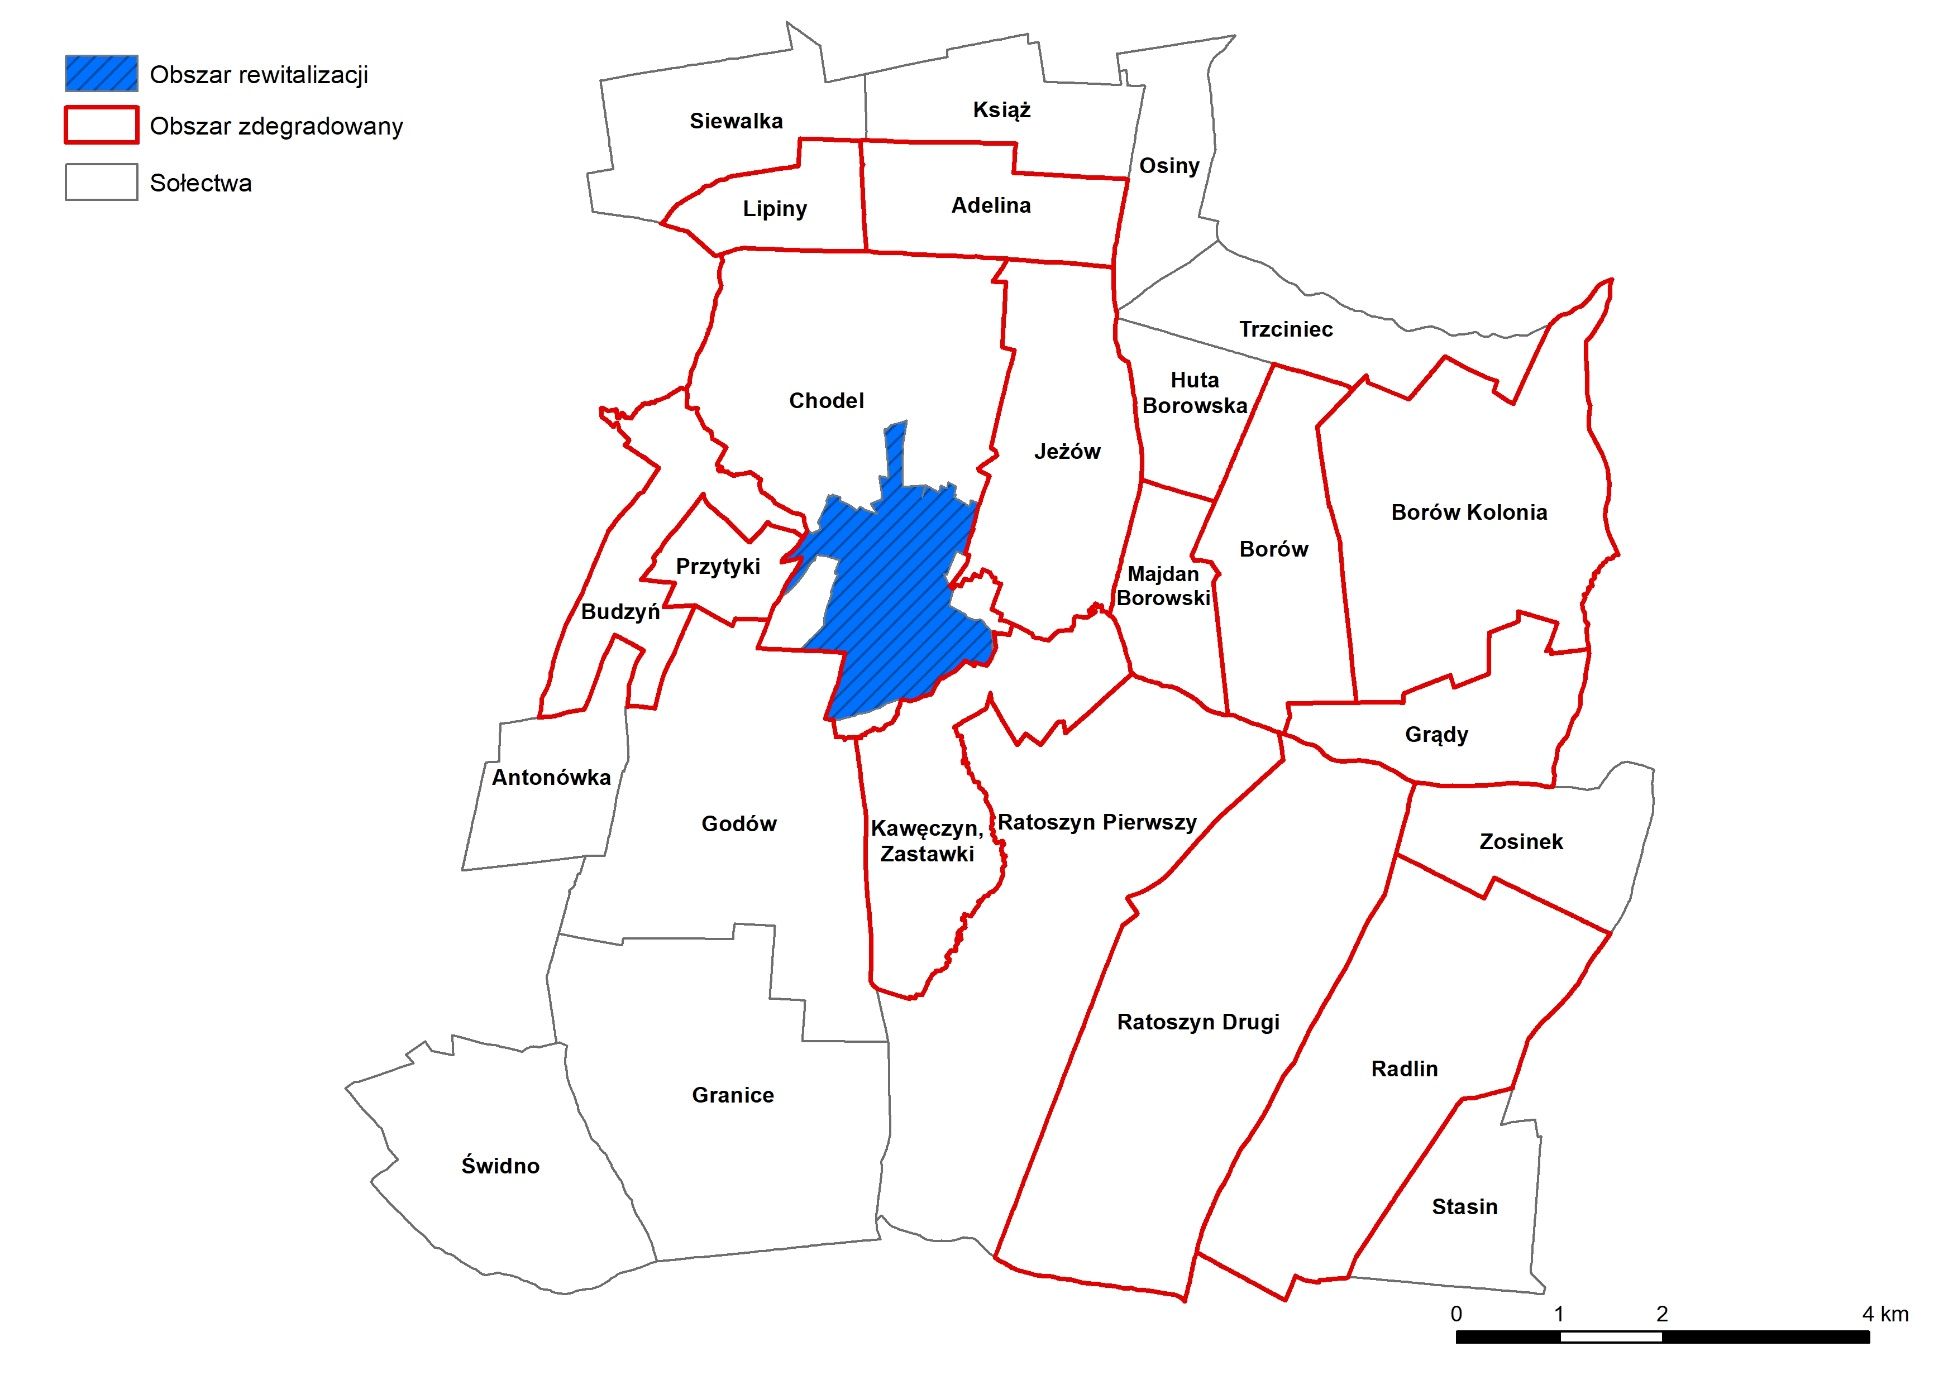 Obszar rewitalizacji
Obszar zdegradowany
Sołectwa
Siewalka
Książ
Osiny
Lipiny
Adelina
Trzciniec
Chodel
Huta
Borowska
Jeżów
Borów Kolonia
Borów
Przytyki
Majdan
Borowski
Budzyń
Grądy
Antonówka
Godów
Kawęczyn,
Zastawki
Ratoszyn Pierwszy
Zosinek
Ratoszyn Drugi
Radlin
Granice
Świdno
Stasin
0 1 2 4 km